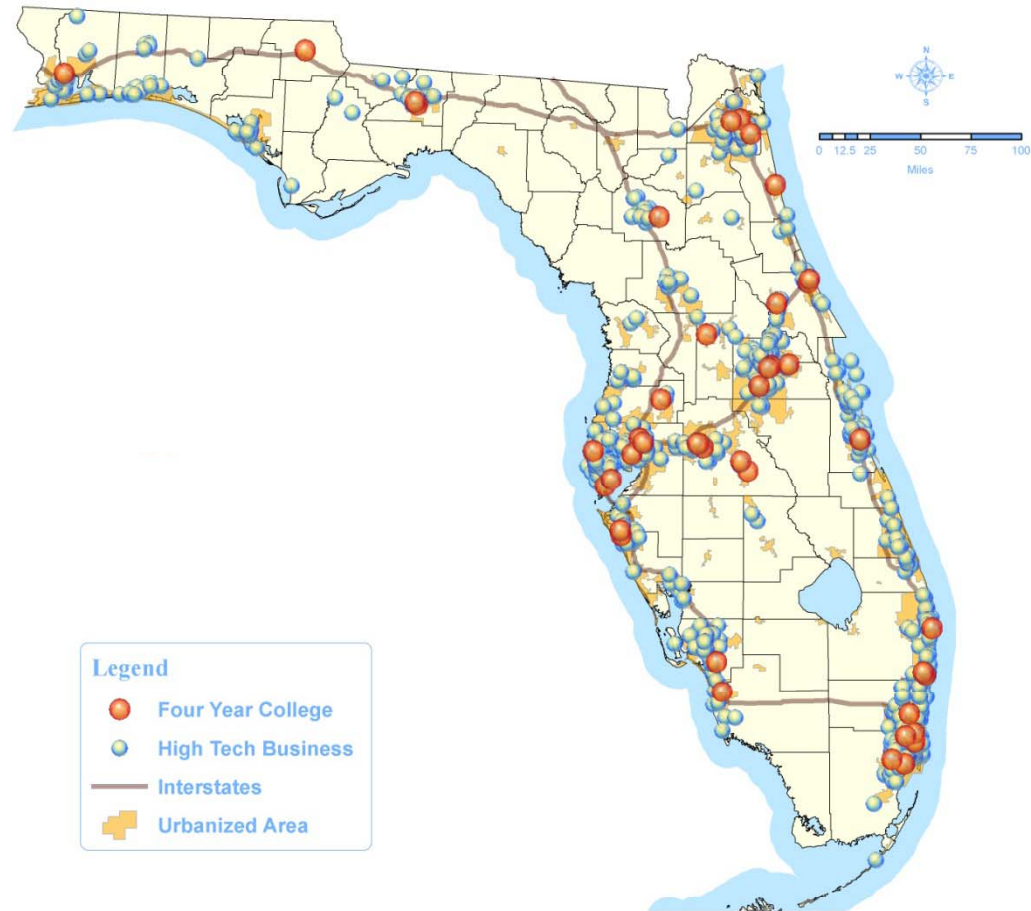 N
W E
S
0 12.5 25 50 75 100
Miles
Legend
Four Year College
High Tech Business
Interstates
Urbanized Area